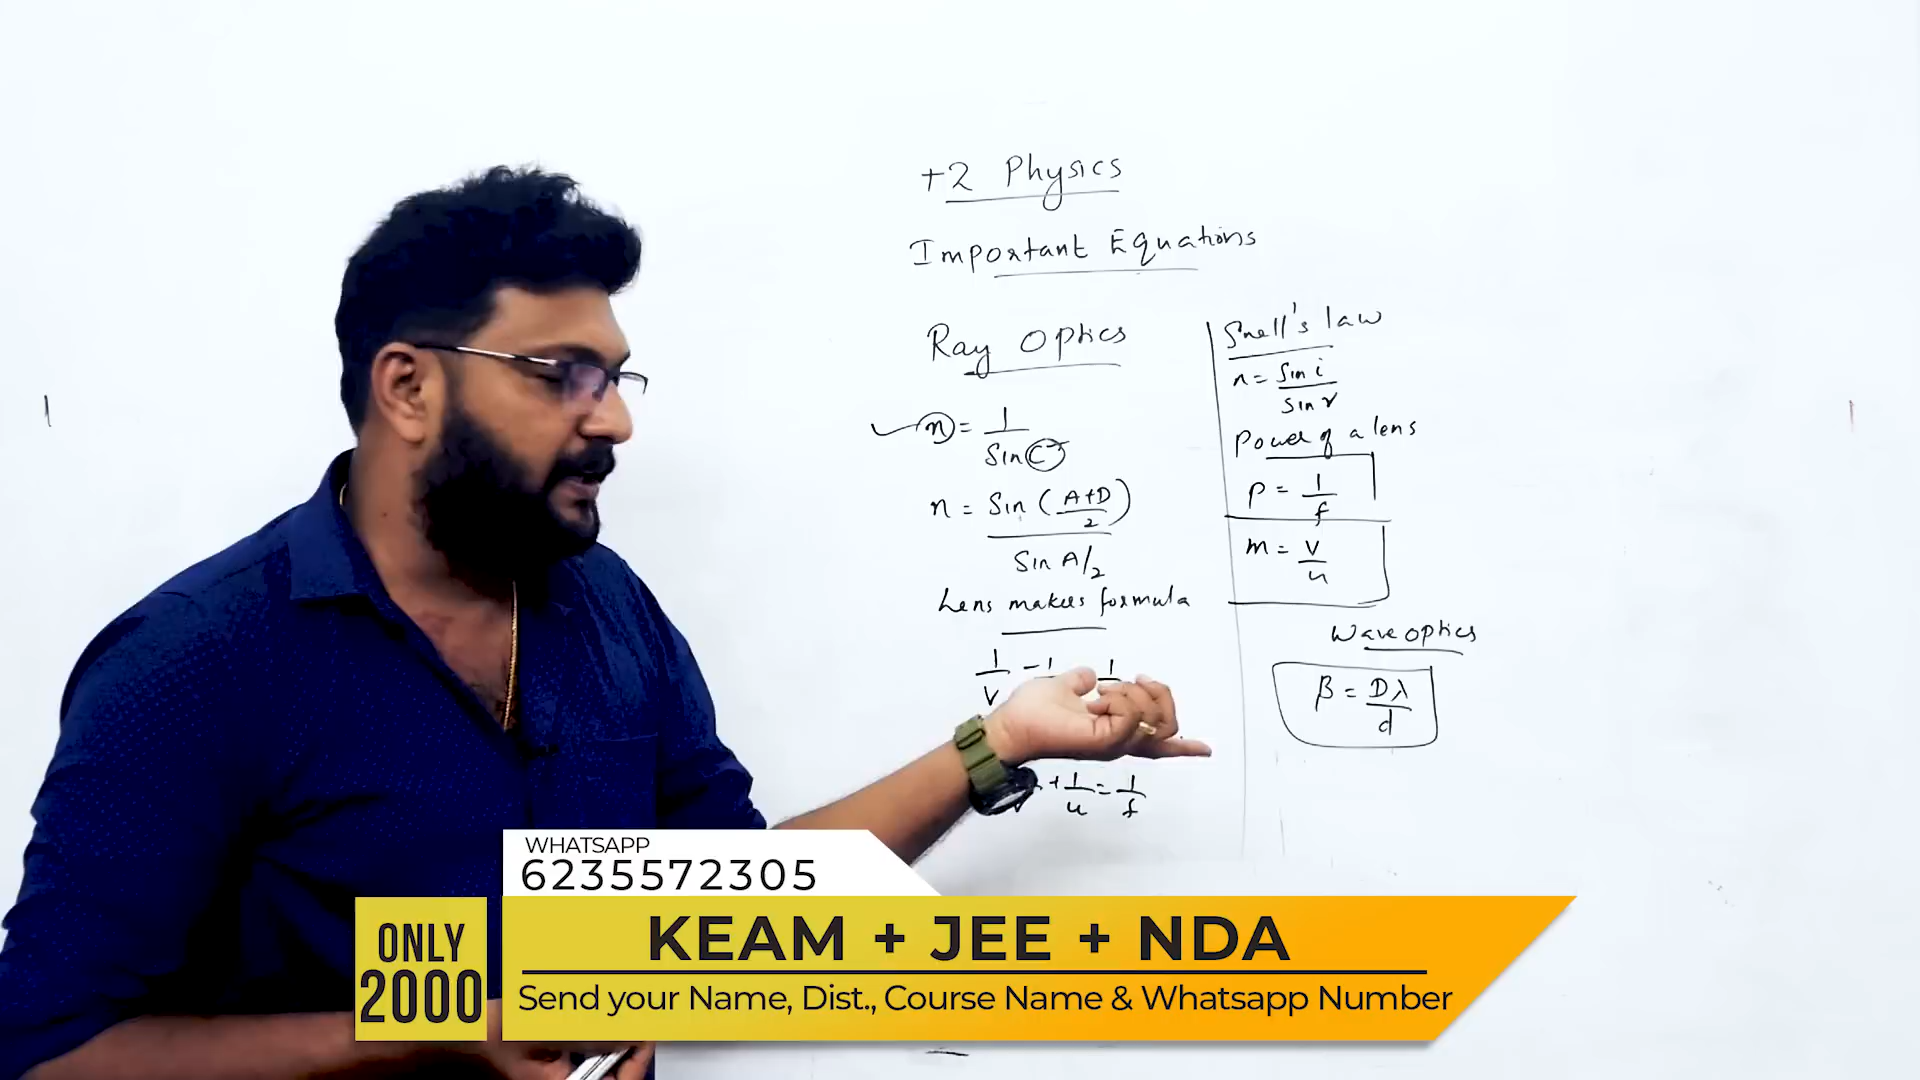 +2 Physics
Important Equations
Ray Optics
n = 1 / Sin C
n = Sin (A+D / 2) / Sin A/2
Lens makers formula
1/v - 1 1
+ 1/u = 1/f
Snell's law
n = Sin i / Sin r
Power of a lens
P = 1/f
m = v/u
Wave optics
β = Dλ / d
WHATSAPP
6235572305
ONLY
2000
KEAM + JEE + NDA
Send your Name, Dist., Course Name & Whatsapp Number